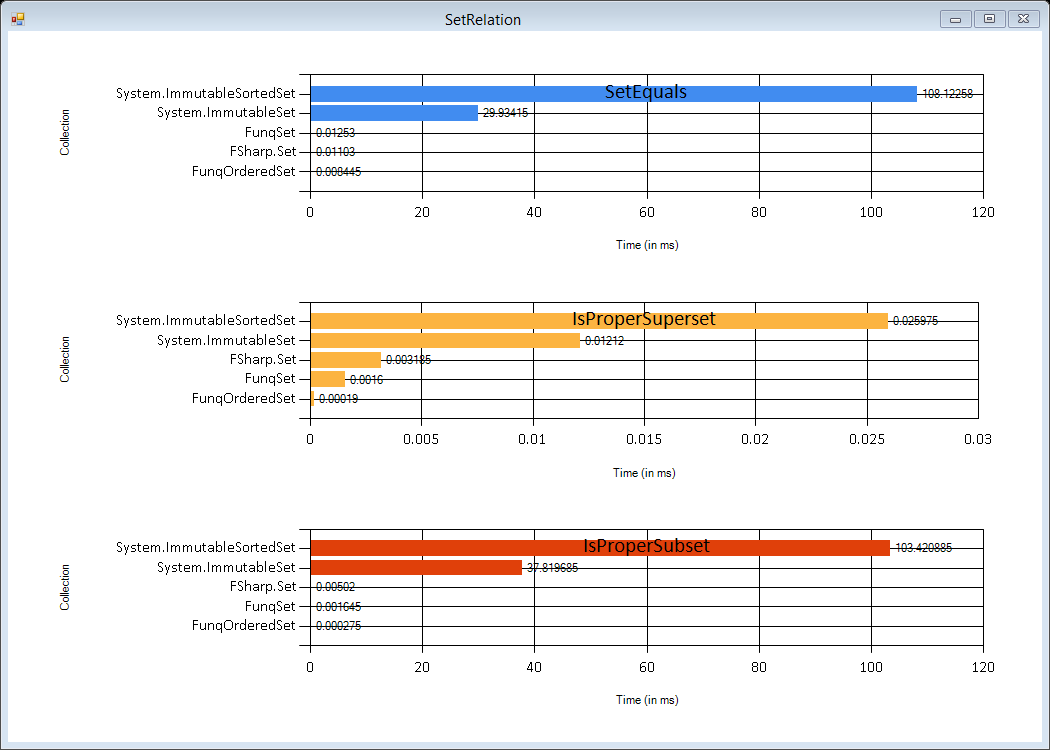 SetRelation
SetEquals
Collection
System.ImmutableSortedSet 108.12258
System.ImmutableSet 29.93415
FunqSet 0.01253
FSharp.Set 0.01103
FunqOrderedSet 0.008445
0 20 40 60 80 100 120
Time (in ms)
IsProperSuperset
Collection
System.ImmutableSortedSet 0.025975
System.ImmutableSet 0.01212
FSharp.Set 0.003185
FunqSet 0.0016
FunqOrderedSet 0.00019
0 0.005 0.01 0.015 0.02 0.025 0.03
Time (in ms)
IsProperSubset
Collection
System.ImmutableSortedSet 103.420885
System.ImmutableSet 37.819685
FSharp.Set 0.00502
FunqSet 0.001645
FunqOrderedSet 0.000275
0 20 40 60 80 100 120
Time (in ms)